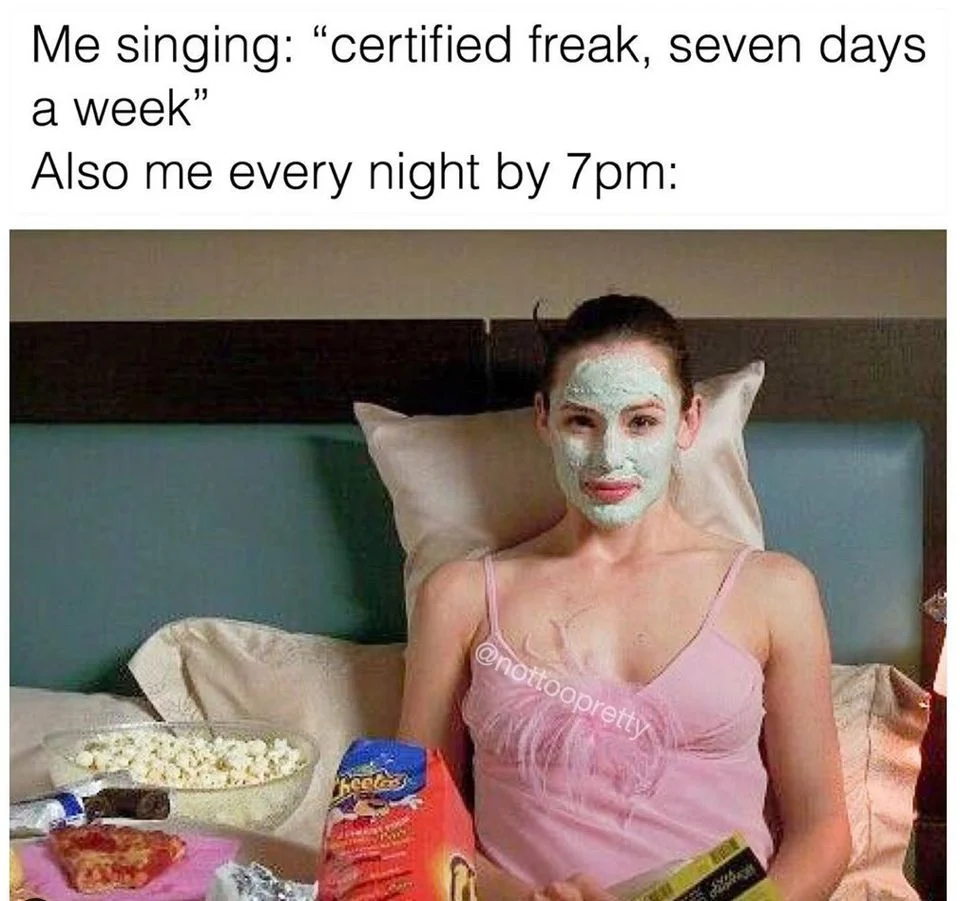 Me singing: “certified freak, seven days
a week”
Also me every night by 7pm:
@nottoopretty
Cheetos